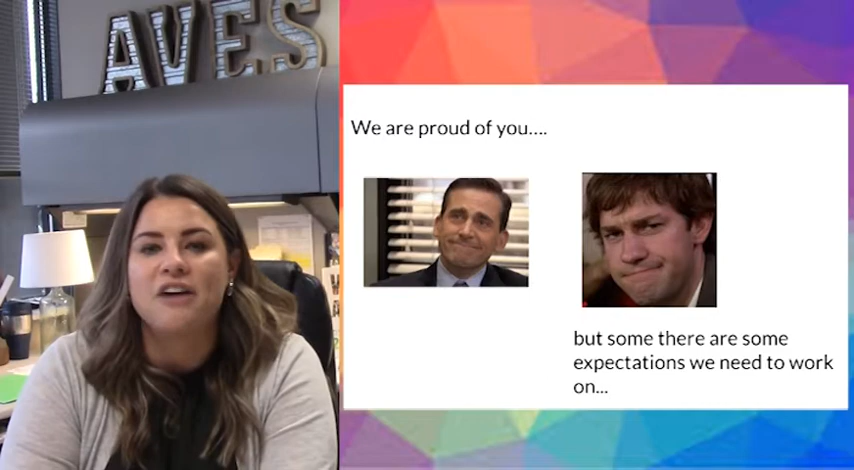 AVES
We are proud of you....
but some there are some
expectations we need to work
on...